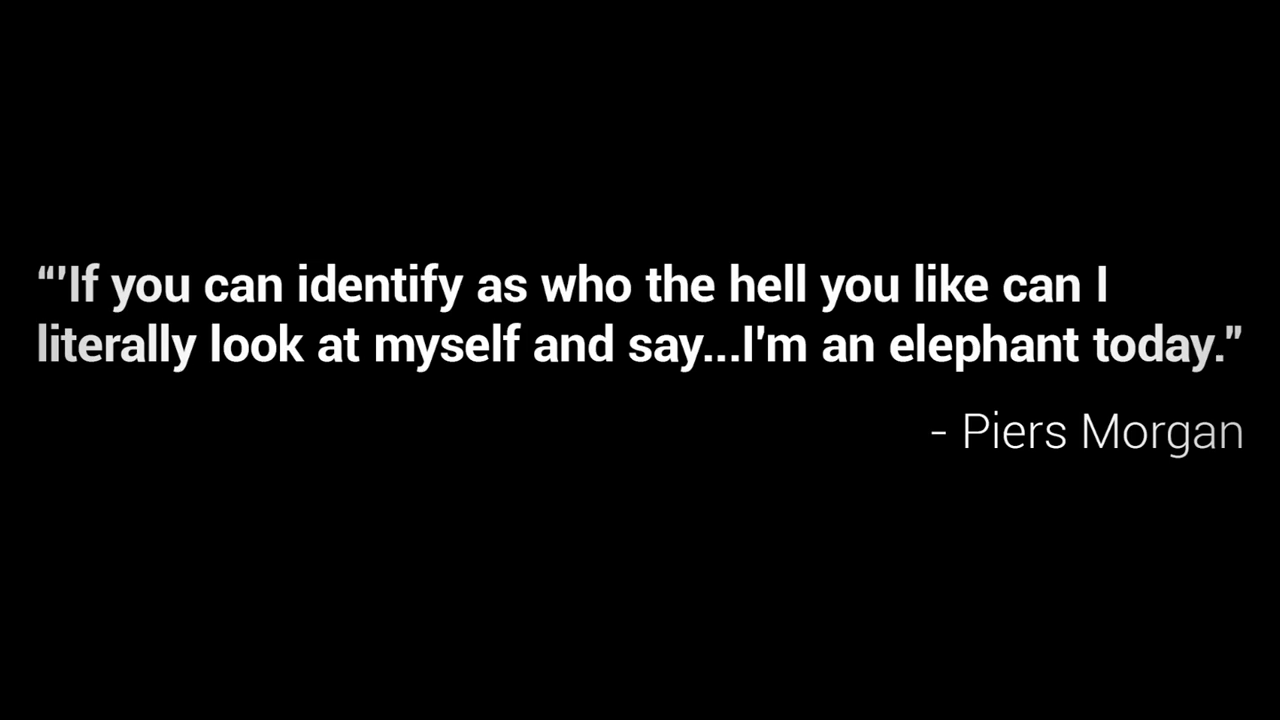 “'If you can identify as who the hell you like can I
literally look at myself and say...I'm an elephant today.”
- Piers Morgan